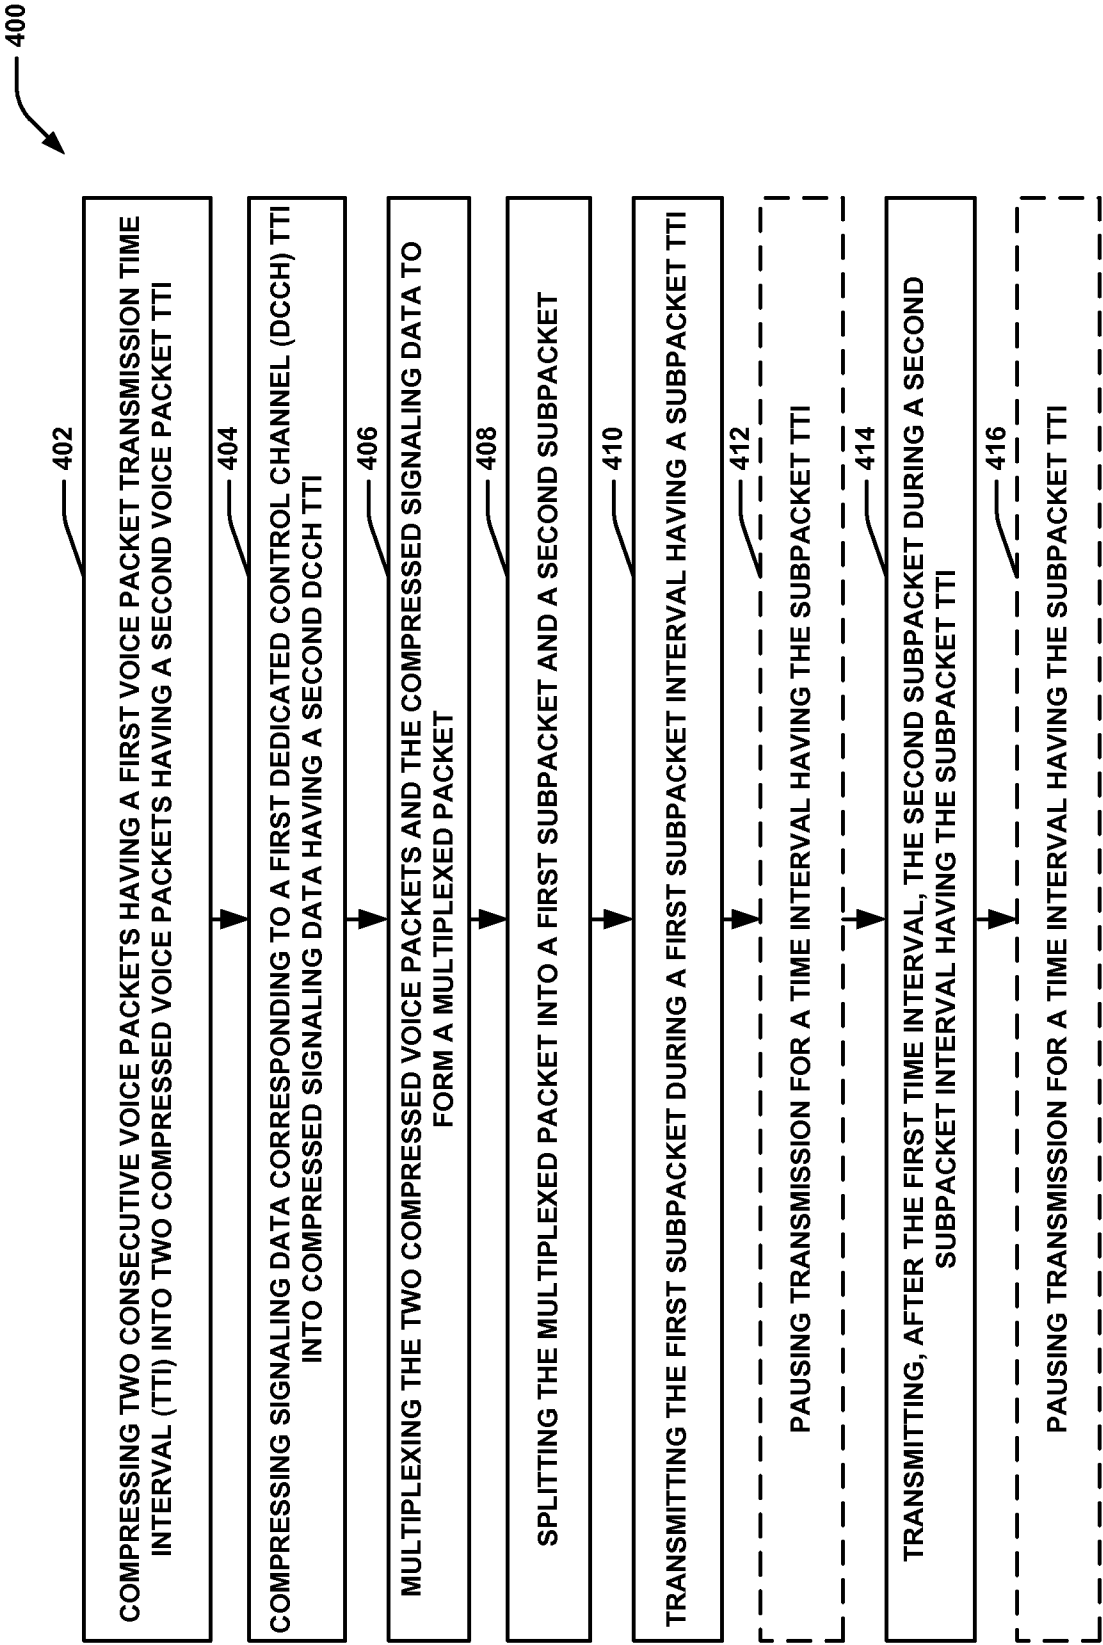 400
402
COMPRESSING TWO CONSECUTIVE VOICE PACKETS HAVING A FIRST VOICE PACKET TRANSMISSION TIME
INTERVAL (TTI) INTO TWO COMPRESSED VOICE PACKETS HAVING A SECOND VOICE PACKET TTI
404
COMPRESSING SIGNALING DATA CORRESPONDING TO A FIRST DEDICATED CONTROL CHANNEL (DCCH) TTI
INTO COMPRESSED SIGNALING DATA HAVING A SECOND DCCH TTI
406
MULTIPLEXING THE TWO COMPRESSED VOICE PACKETS AND THE COMPRESSED SIGNALING DATA TO
FORM A MULTIPLEXED PACKET
408
SPLITTING THE MULTIPLEXED PACKET INTO A FIRST SUBPACKET AND A SECOND SUBPACKET
410
TRANSMITTING THE FIRST SUBPACKET DURING A FIRST SUBPACKET INTERVAL HAVING A SUBPACKET TTI
412
PAUSING TRANSMISSION FOR A TIME INTERVAL HAVING THE SUBPACKET TTI
414
TRANSMITTING, AFTER THE FIRST TIME INTERVAL, THE SECOND SUBPACKET DURING A SECOND
SUBPACKET INTERVAL HAVING THE SUBPACKET TTI
416
PAUSING TRANSMISSION FOR A TIME INTERVAL HAVING THE SUBPACKET TTI